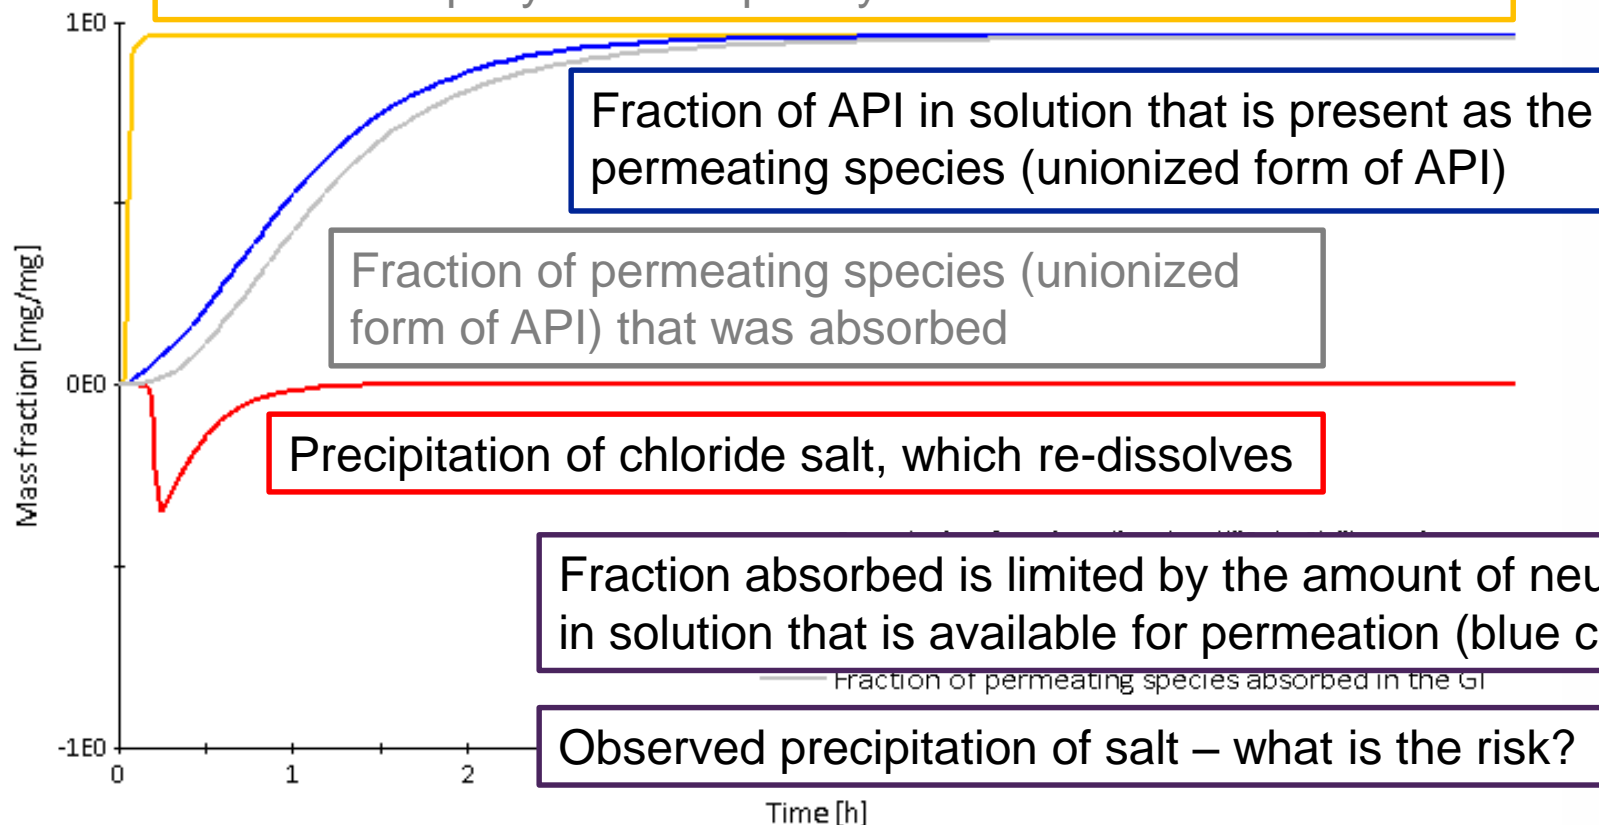 1E0
Fraction of API in solution that is present as the
permeating species (unionized form of API)
Fraction of permeating species (unionized
form of API) that was absorbed
Mass fraction [mg/mg]
0E0
Precipitation of chloride salt, which re-dissolves
Fraction absorbed is limited by the amount of
in solution that is available for permeation (blue
Fraction of permeating species absorbed in the GI
Observed precipitation of salt – what is the risk?
-1E0
0 1 2
Time [h]